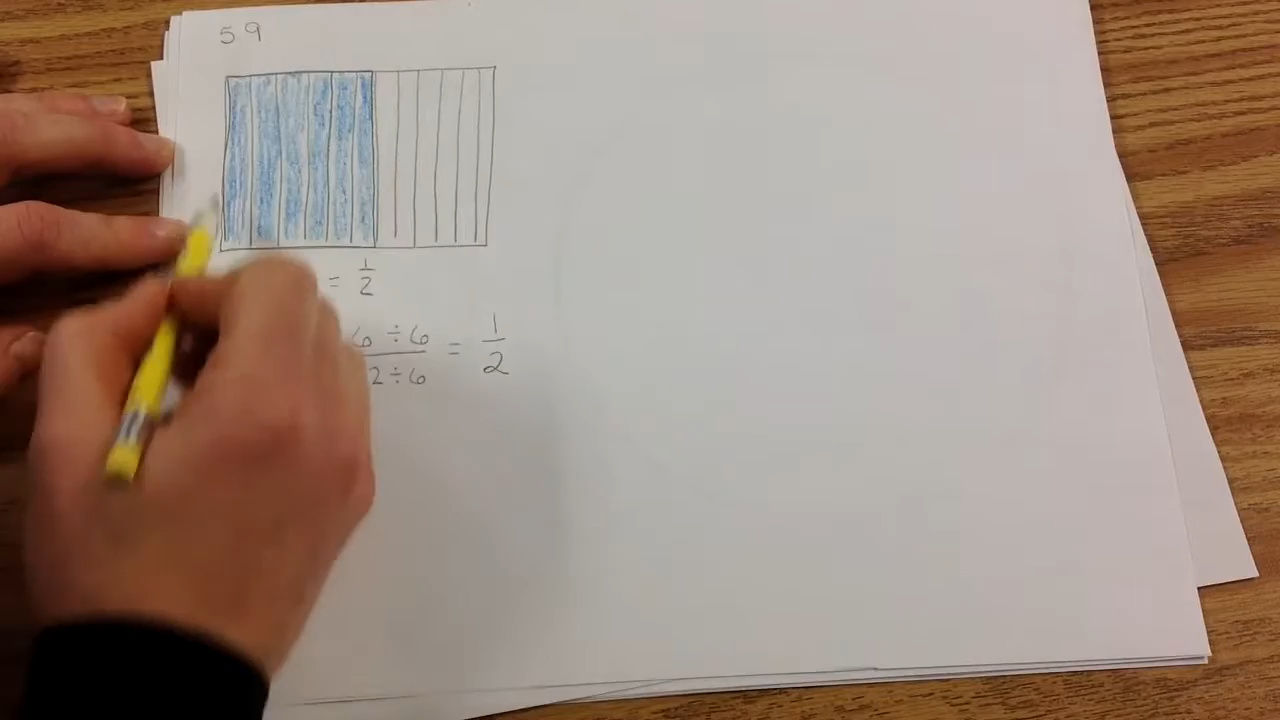 59
= 1/2
6 ÷ 6 = 1
2 ÷ 6 2